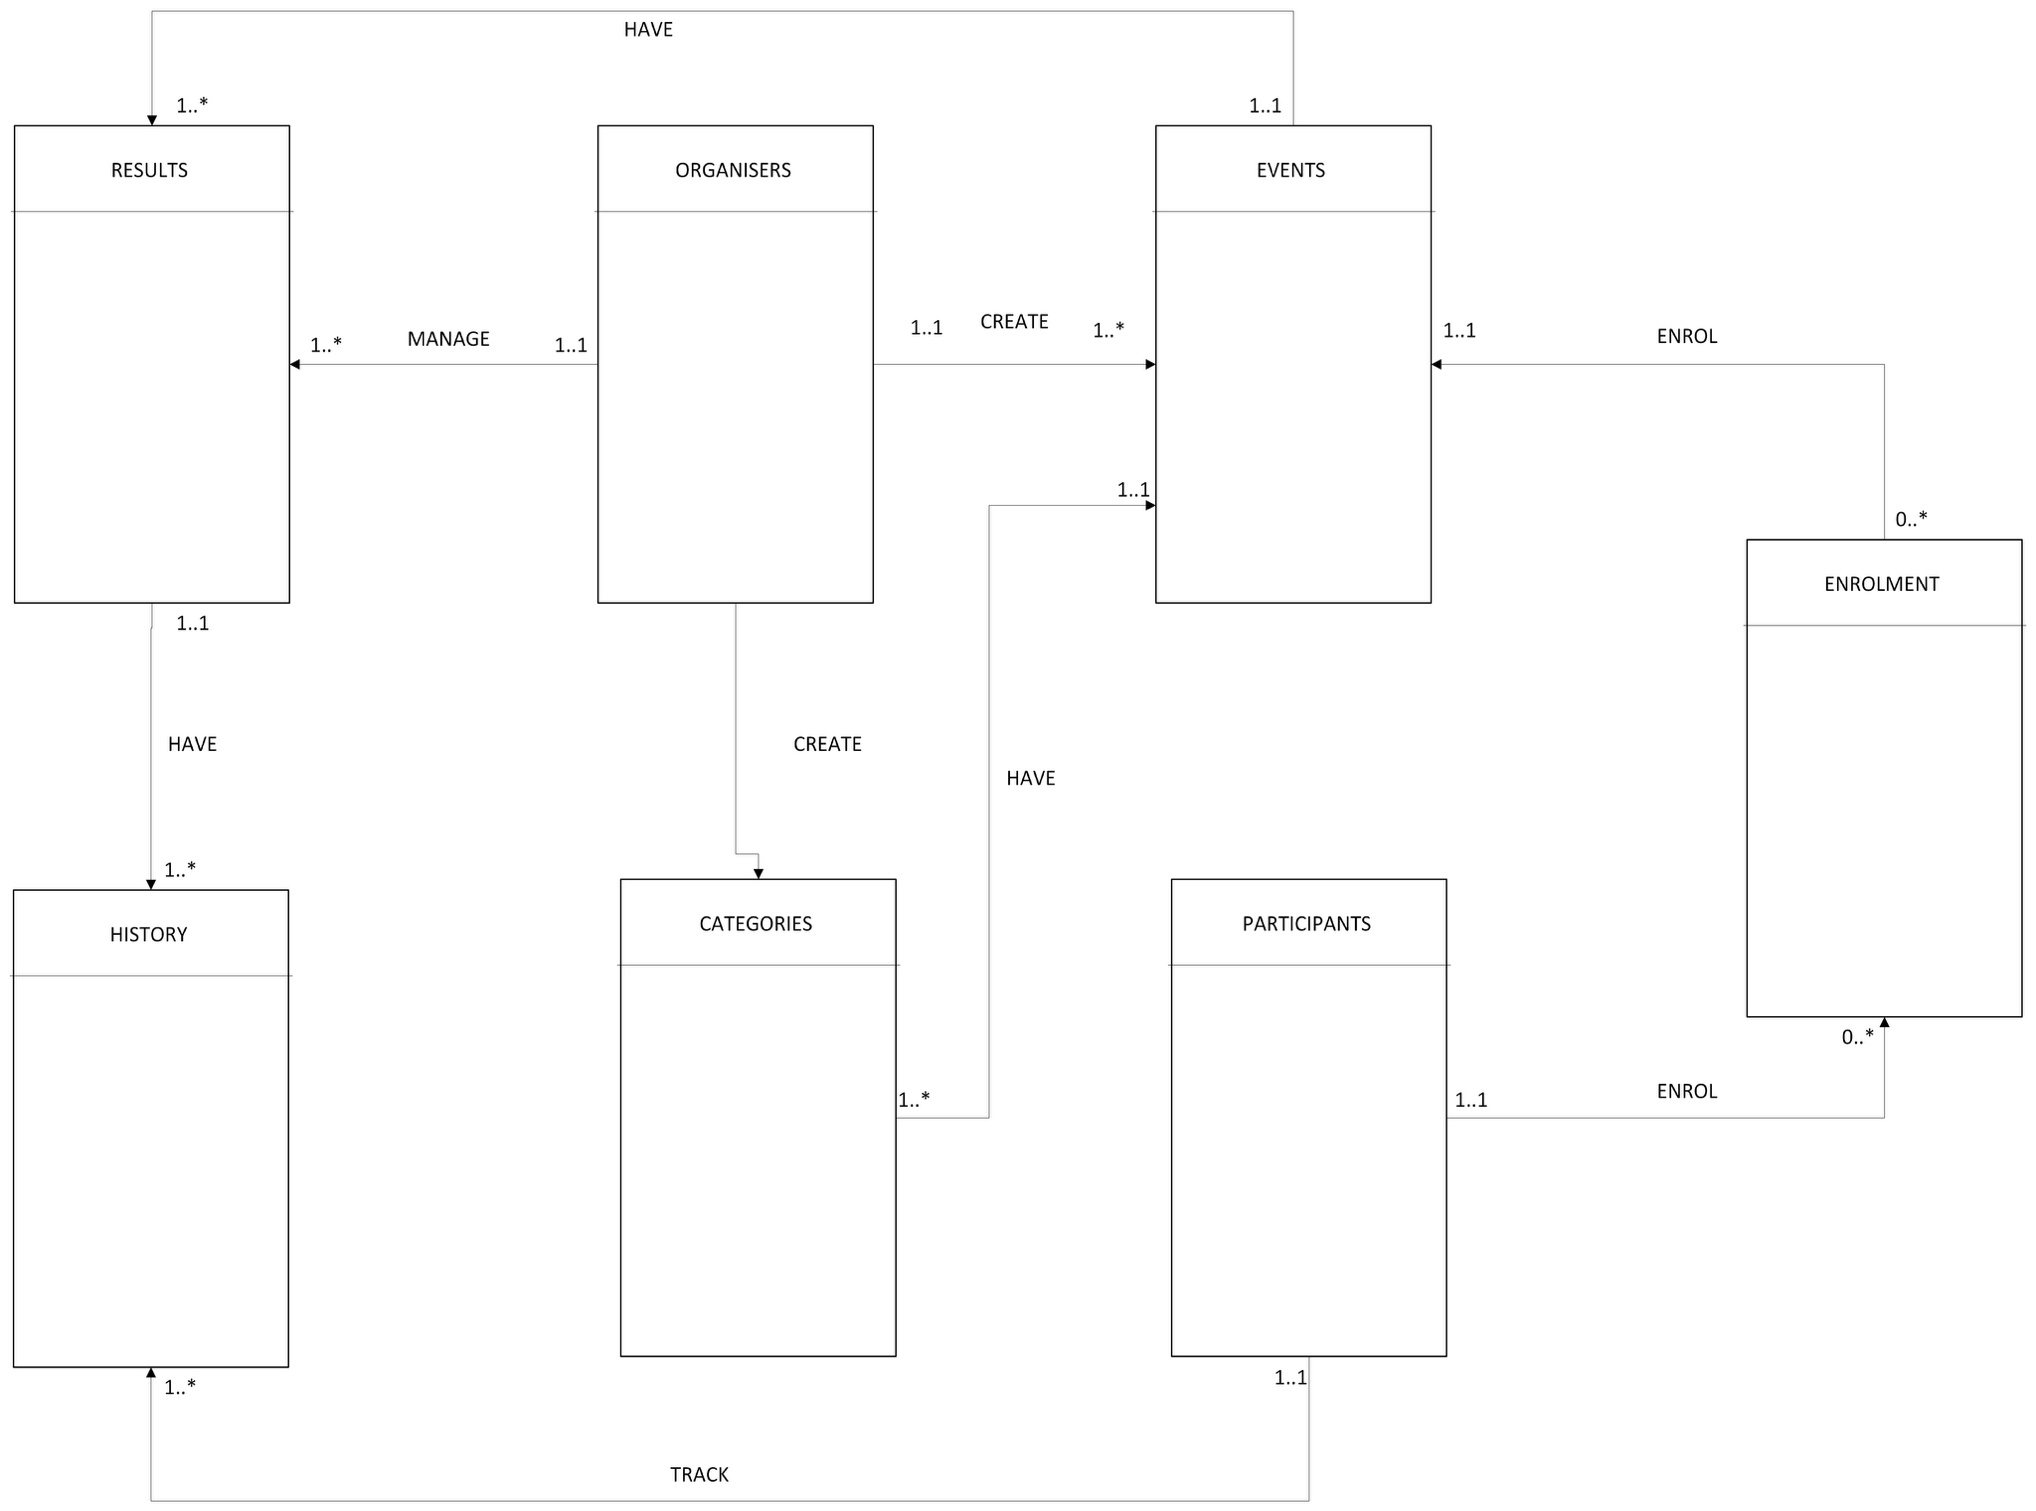 HAVE
1..*
1..1
RESULTS
ORGANISERS
EVENTS
1..*
MANAGE
1..1
1..1
CREATE
1..*
1..1
ENROL
1..1
0..*
ENROLMENT
1..1
HAVE
CREATE
HAVE
1..*
HISTORY
CATEGORIES
PARTICIPANTS
0..*
1..*
1..1
ENROL
1..*
1..1
TRACK